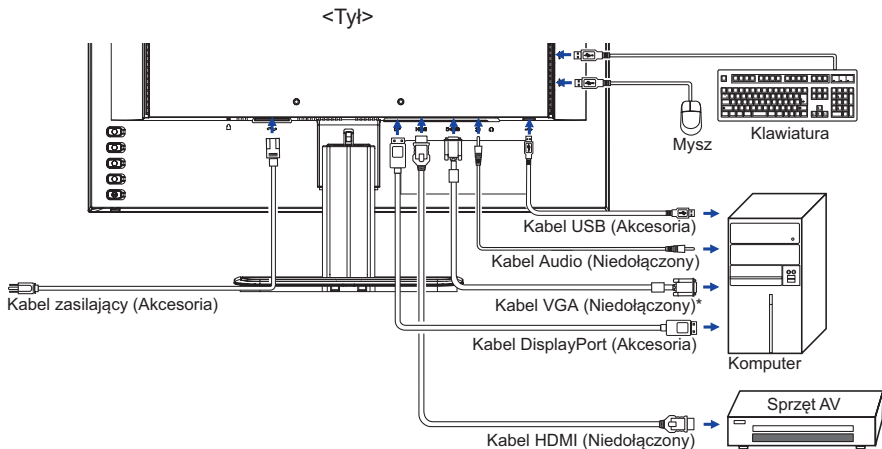 <Tył>
Mysz
Klawiatura
Kabel USB (Akcesoria)
Kabel Audio (Niedołączony)
Kabel zasilający (Akcesoria)
Kabel VGA (Niedołączony)*
Kabel DisplayPort (Akcesoria)
Komputer
Sprzęt AV
Kabel HDMI (Niedołączony)